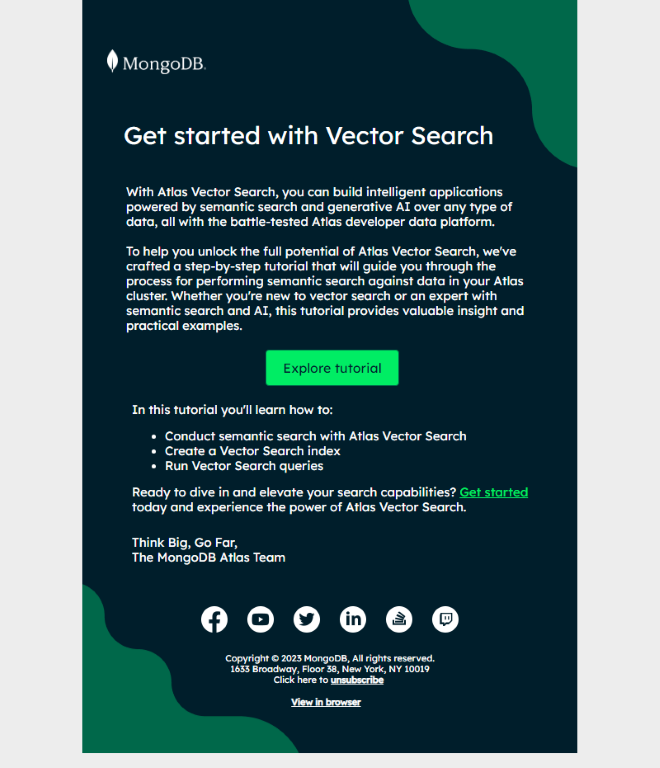 MongoDB.
Get started with Vector Search
With Atlas Vector Search, you can build intelligent applications
powered by semantic search and generative AI over any type of
data, all with the battle-tested Atlas developer data platform.
To help you unlock the full potential of Atlas Vector Search, we've
crafted a step-by-step tutorial that will guide you through the
process for performing semantic search against data in your Atlas
cluster. Whether you're new to vector search or an expert with
semantic search and AI, this tutorial provides valuable insight and
practical examples.
Explore tutorial
In this tutorial you'll learn how to:
• Conduct semantic search with Atlas Vector Search
• Create a Vector Search index
• Run Vector Search queries
Ready to dive in and elevate your search capabilities? Get started
today and experience the power of Atlas Vector Search.
Think Big, Go Far,
The MongoDB Atlas Team
Copyright © 2023 MongoDB, All rights reserved.
1633 Broadway, Floor 38, New York, NY 10019
Click here to unsubscribe
View in browser